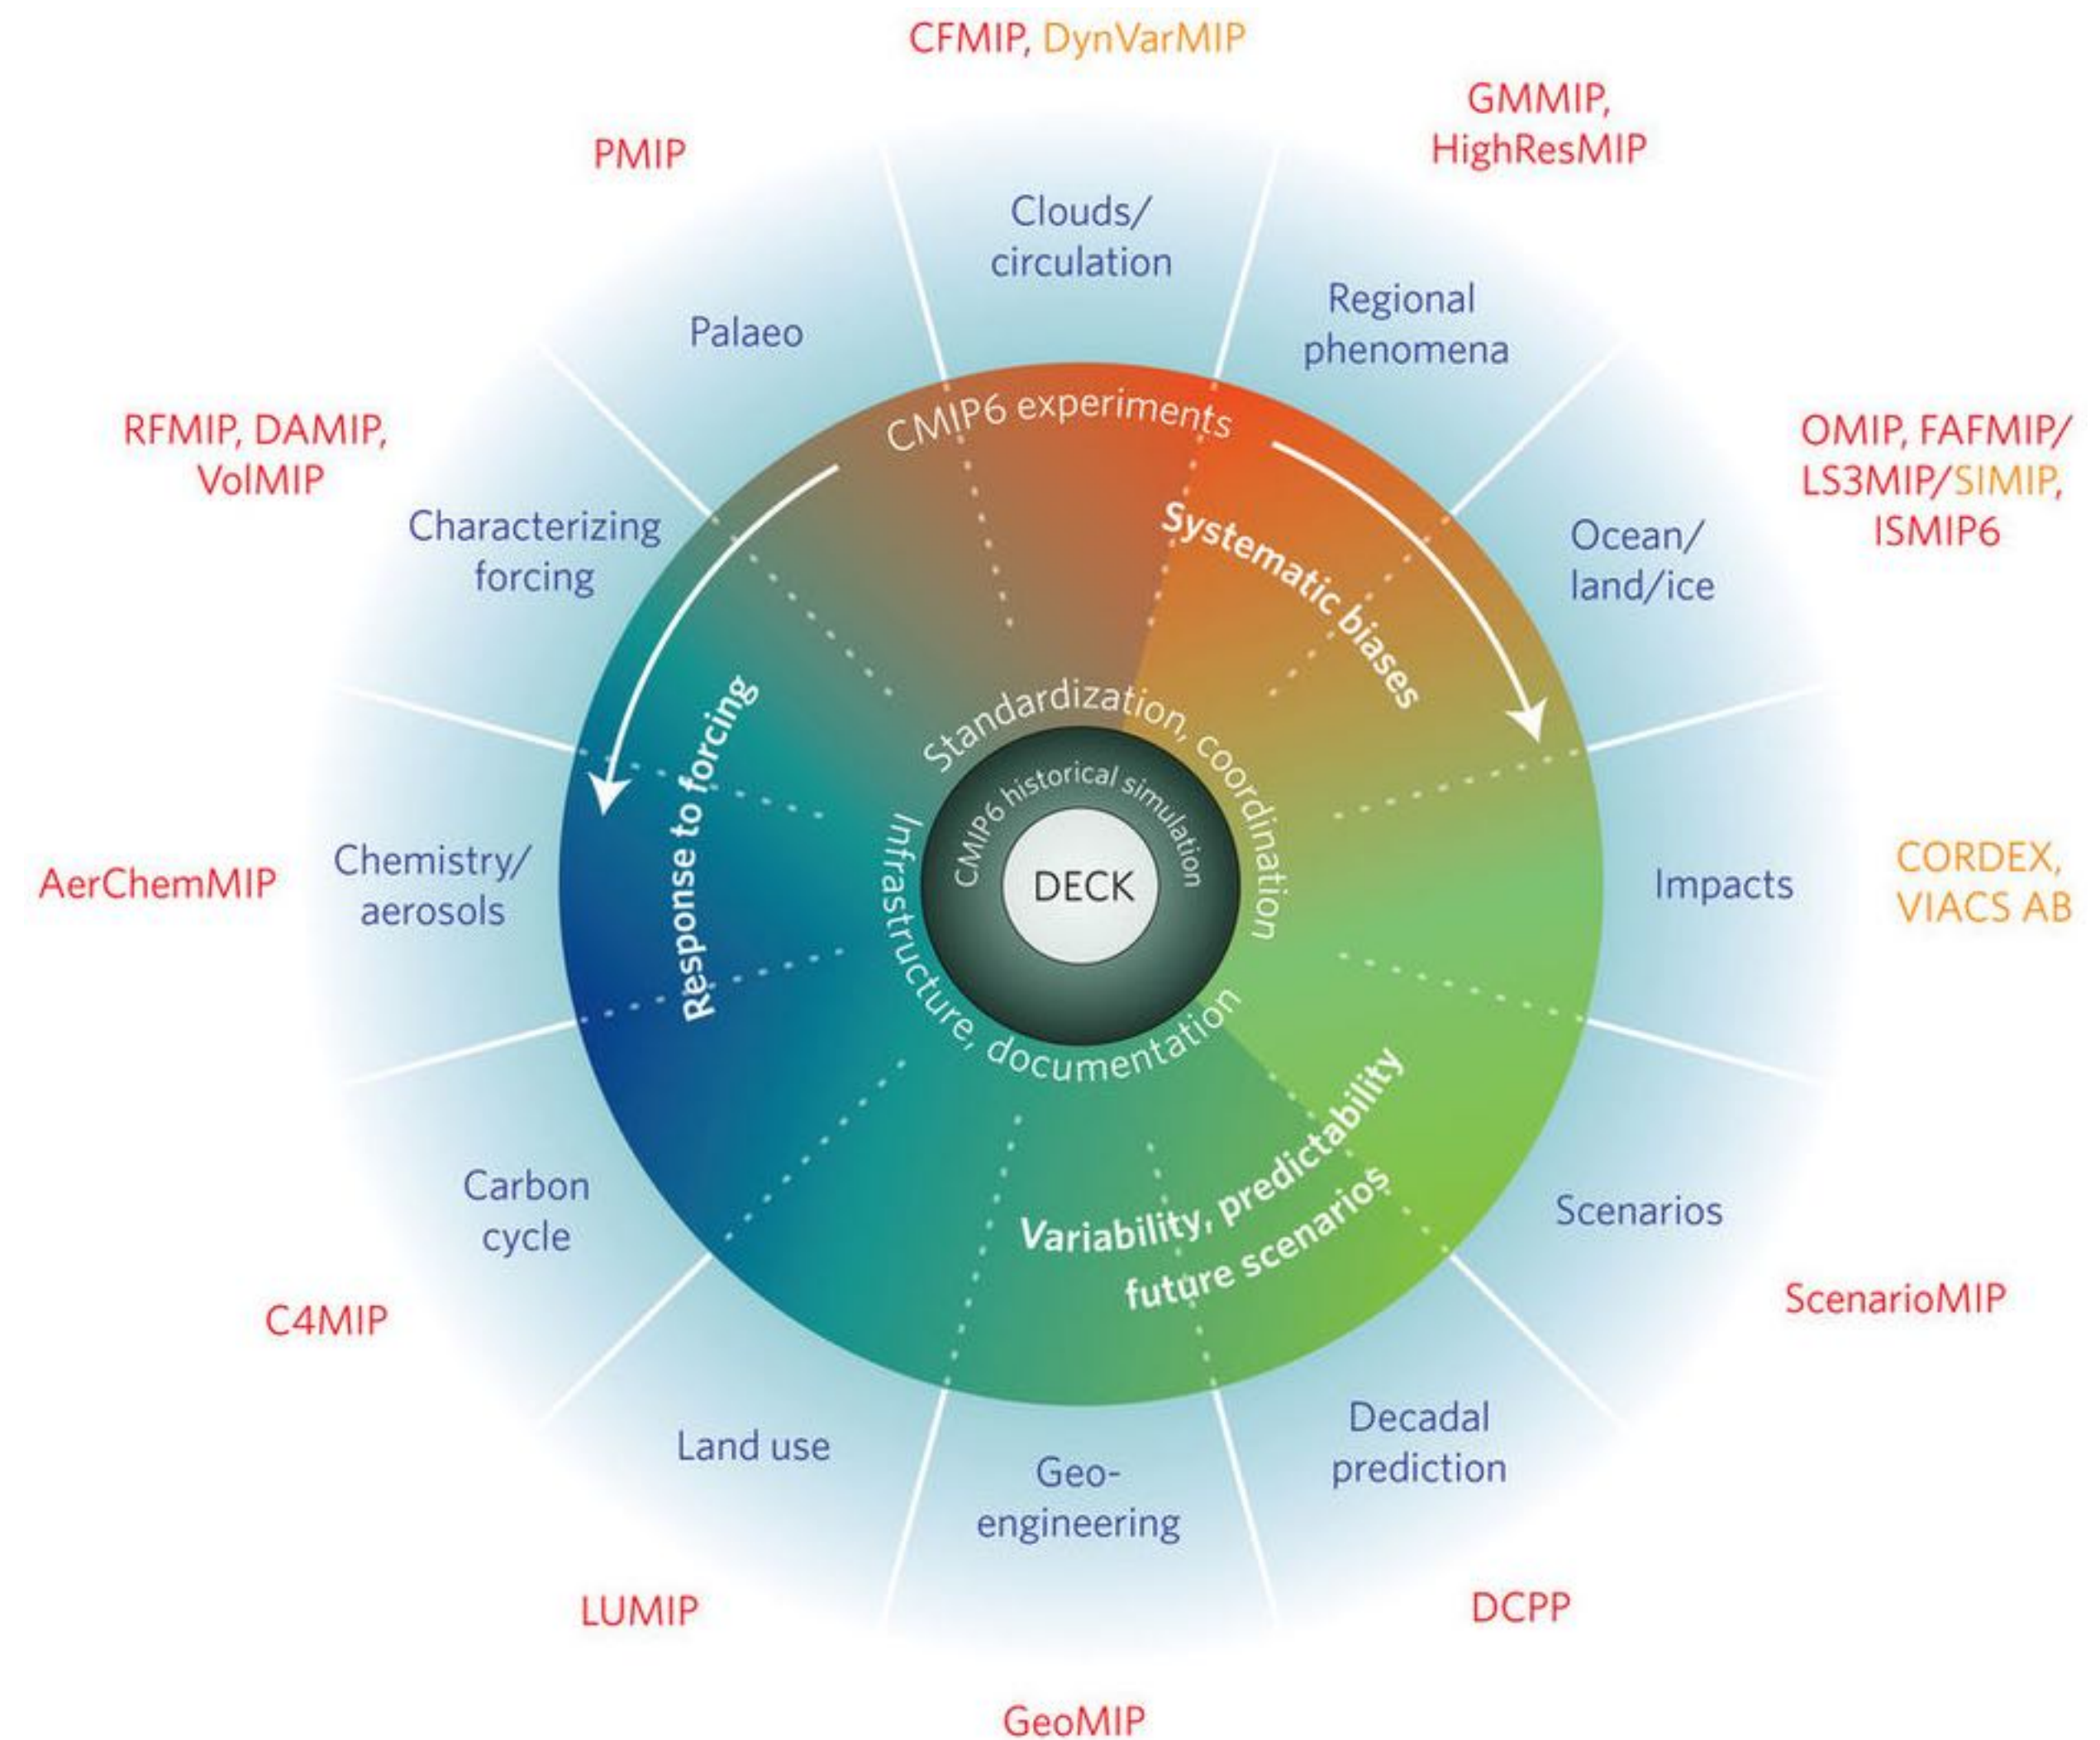 CFMIP, DynVarMIP
GMMIP,
HighResMIP
PMIP
Clouds/
circulation
Regional
phenomena
Palaeo
OMIP, FAFMIP/
LS3MIP/SIMIP,
ISMIP6
RFMIP, DAMIP,
VolMIP
Characterizing
forcing
Ocean/
land/ice
CMIP6 experiments
Systematic biases
Response to forcing
Standardization, coordination
CMIP6 historical simulation
DECK
Infrastructure, documentation
AerChemMIP
Chemistry/
aerosols
Impacts
CORDEX,
VIACS AB
Variability, predictability
future scenarios
Carbon
cycle
Scenarios
C4MIP
ScenarioMIP
Land use
Geo-
engineering
Decadal
prediction
LUMIP
DCPP
GeoMIP